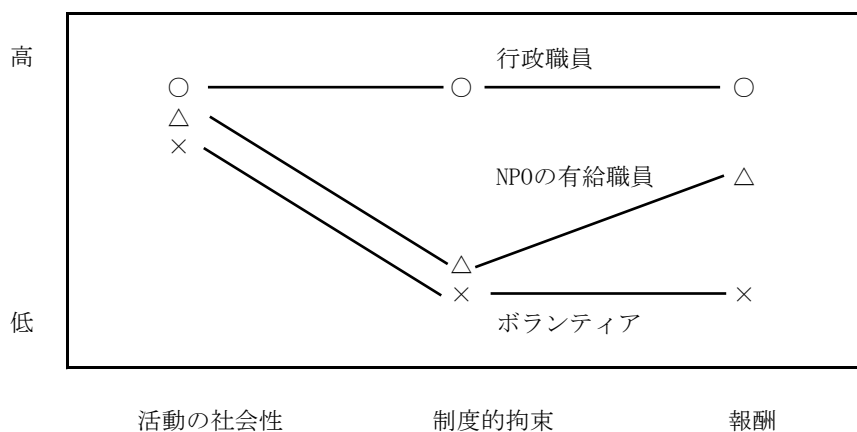 高
行政職員
○ ○ ○
△
×
NPOの有給職員 △
△
× ×
低
ボランティア
活動の社会性 制度的拘束 報酬